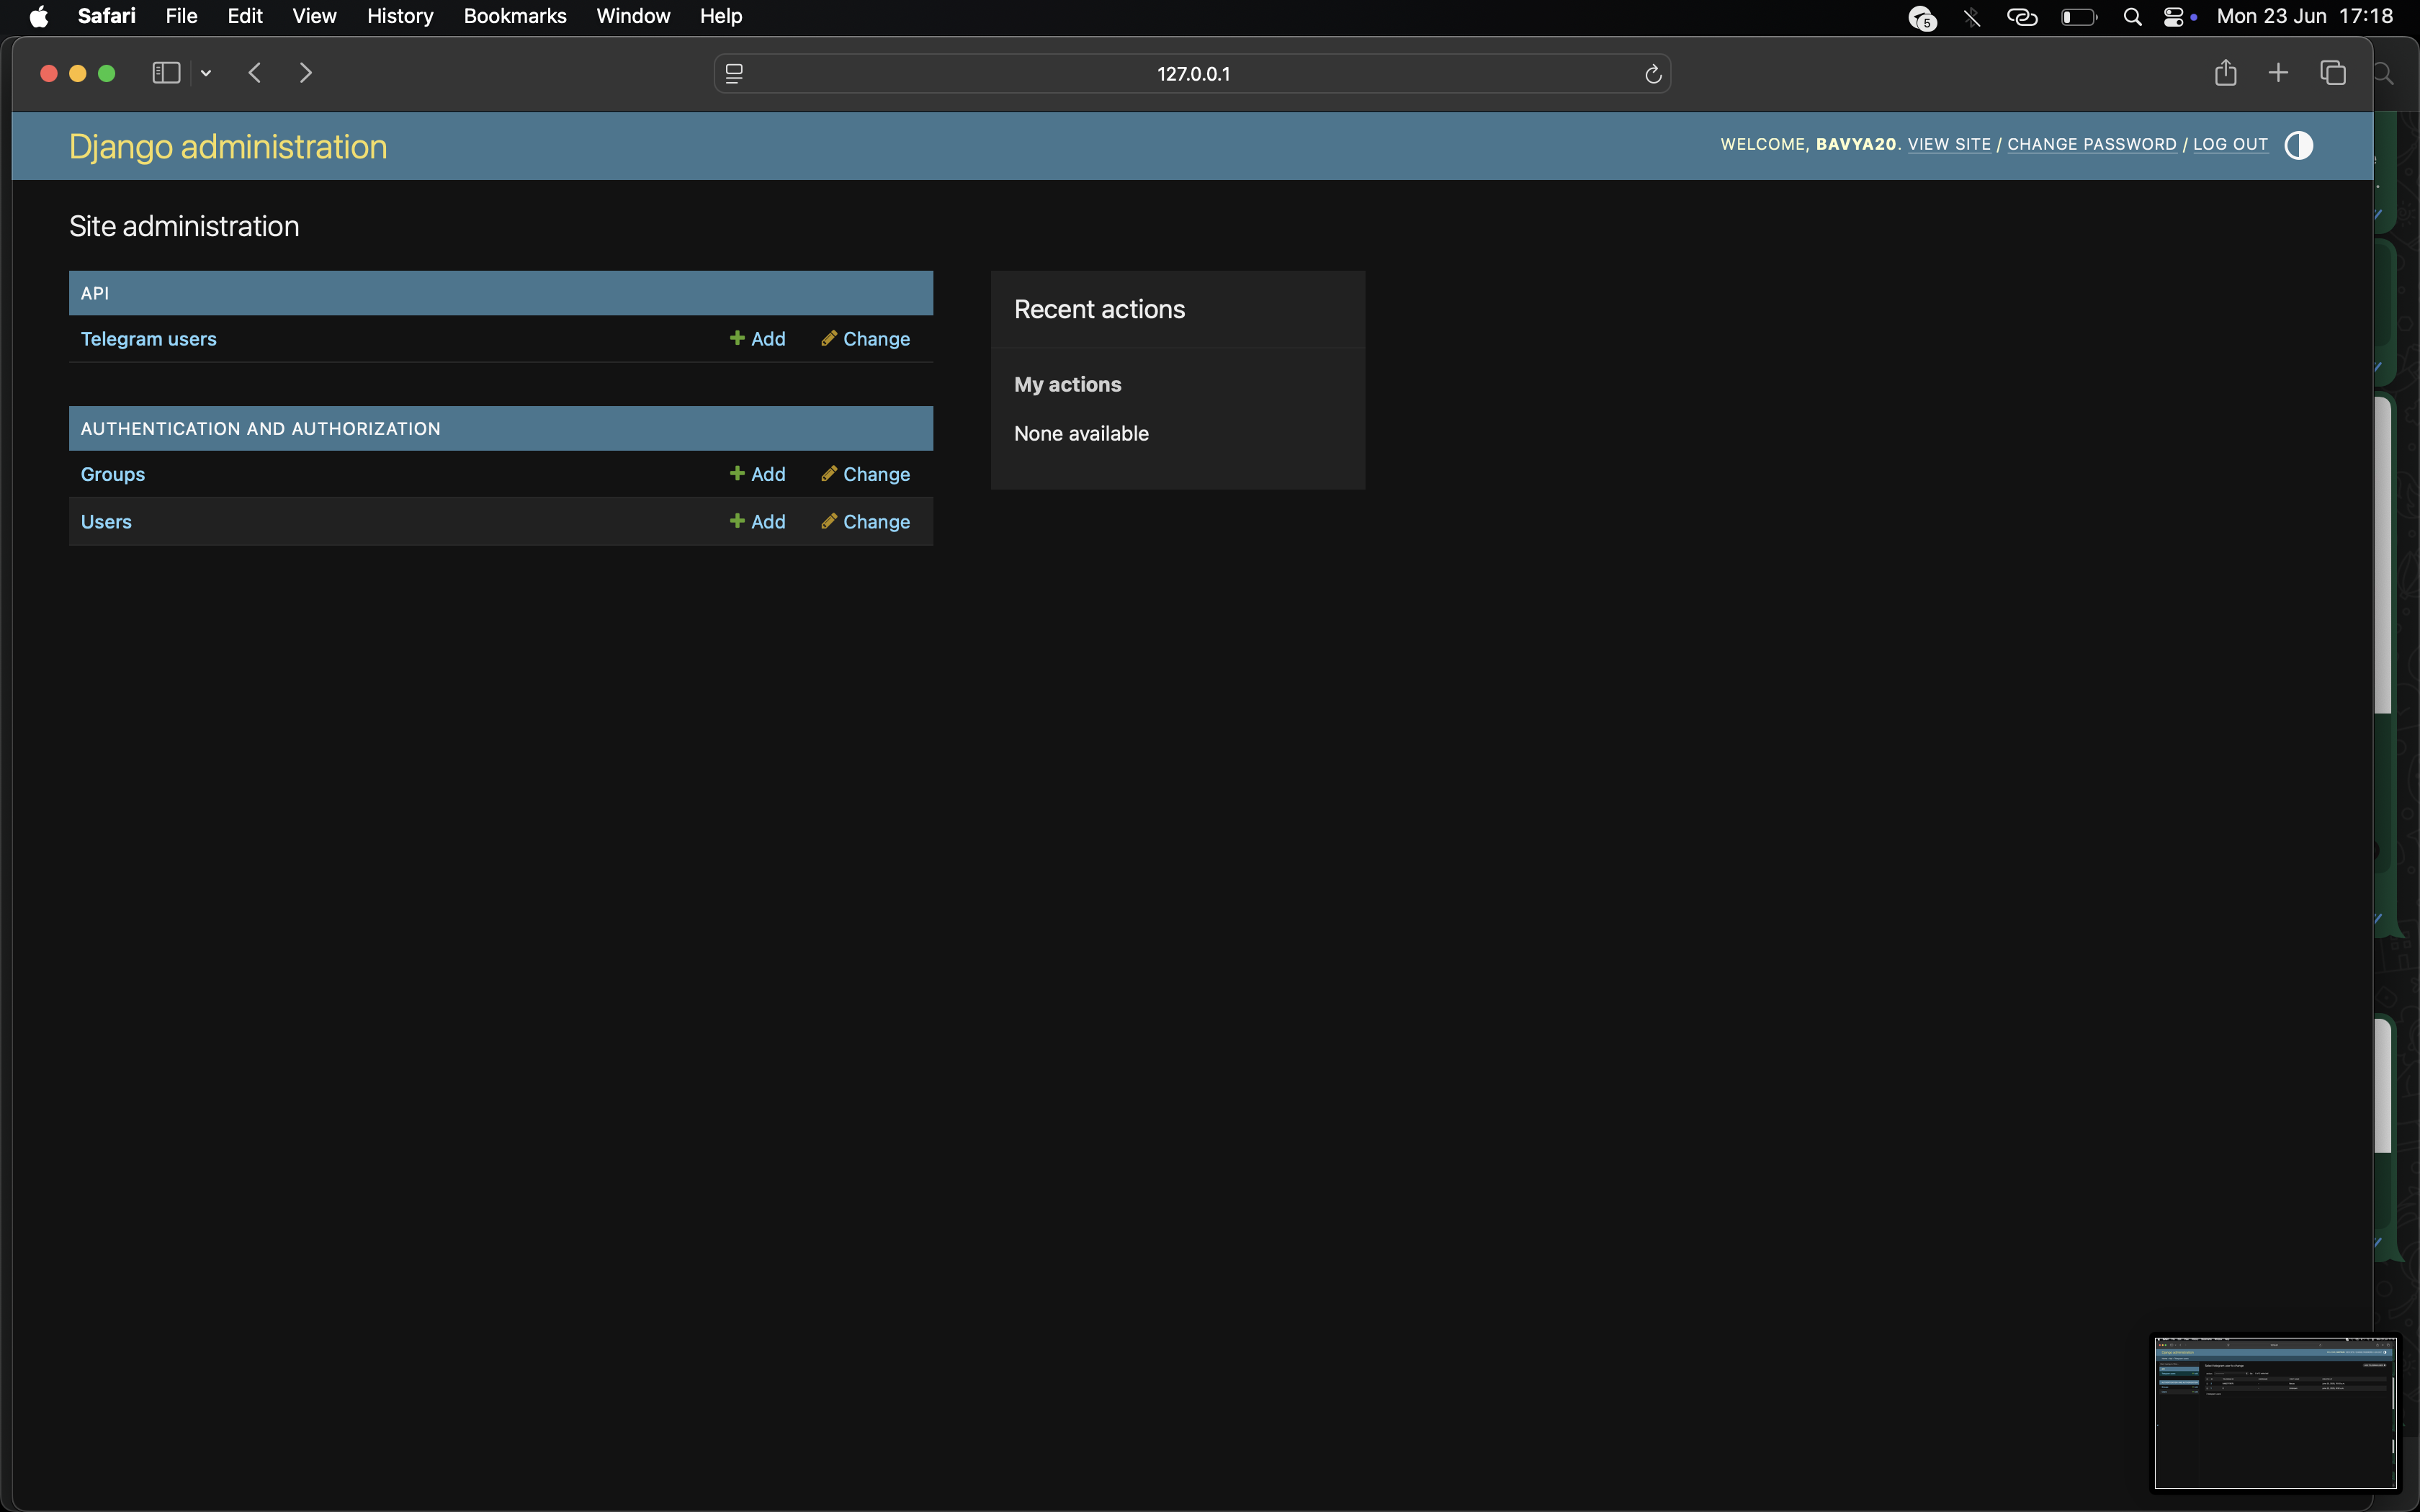 Safari File Edit View History Bookmarks Window Help 5 Mon 23 Jun 17:18
127.0.0.1
Django administration
WELCOME, BAVYA20. VIEW SITE / CHANGE PASSWORD / LOG OUT
Site administration
API
Telegram users Add Change
AUTHENTICATION AND AUTHORIZATION
Groups Add Change
Users Add Change
Recent actions
My actions
None available